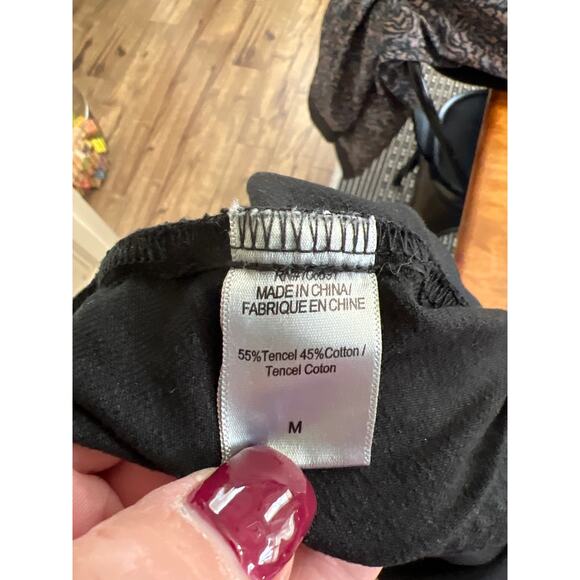 MADE IN CHINA/
FABRIQUE EN CHINE
55%Tencel 45%Cotton /
Tencel Coton
M